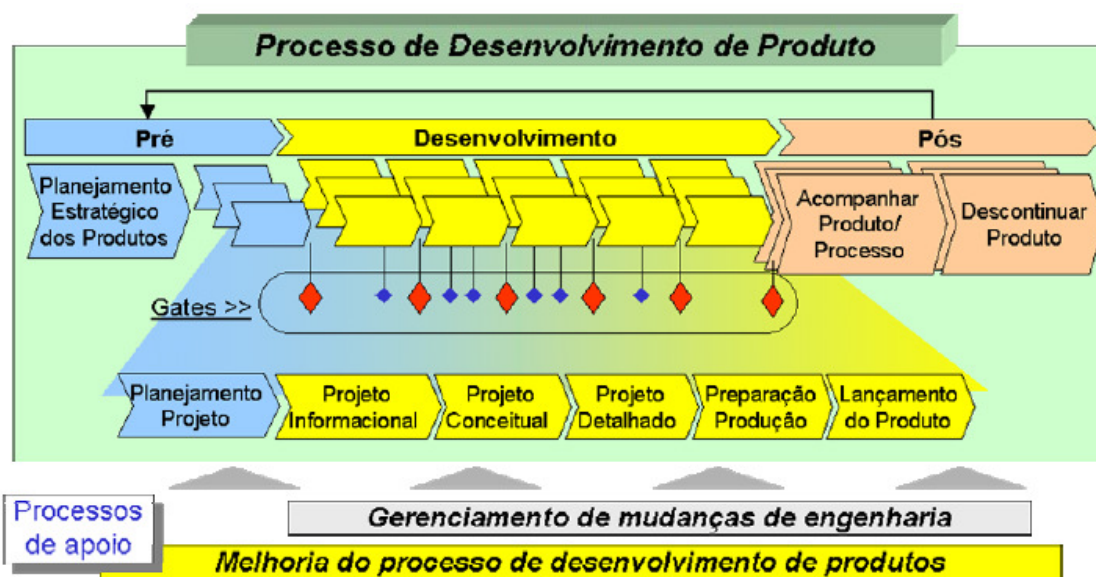 Processo de Desenvolvimento de Produto
Pré
Desenvolvimento
Pós
Planejamento
Estratégico
dos Produtos
Acompanhar
Produto/
Processo
Descontinuar
Produto
Gates >>
Planejamento
Projeto
Projeto
Informacional
Projeto
Conceitual
Projeto
Detalhado
Preparação
Produção
Lançamento
do Produto
Processos
de apoio
Gerenciamento de mudanças de engenharia
Melhoria do processo de desenvolvimento de produtos